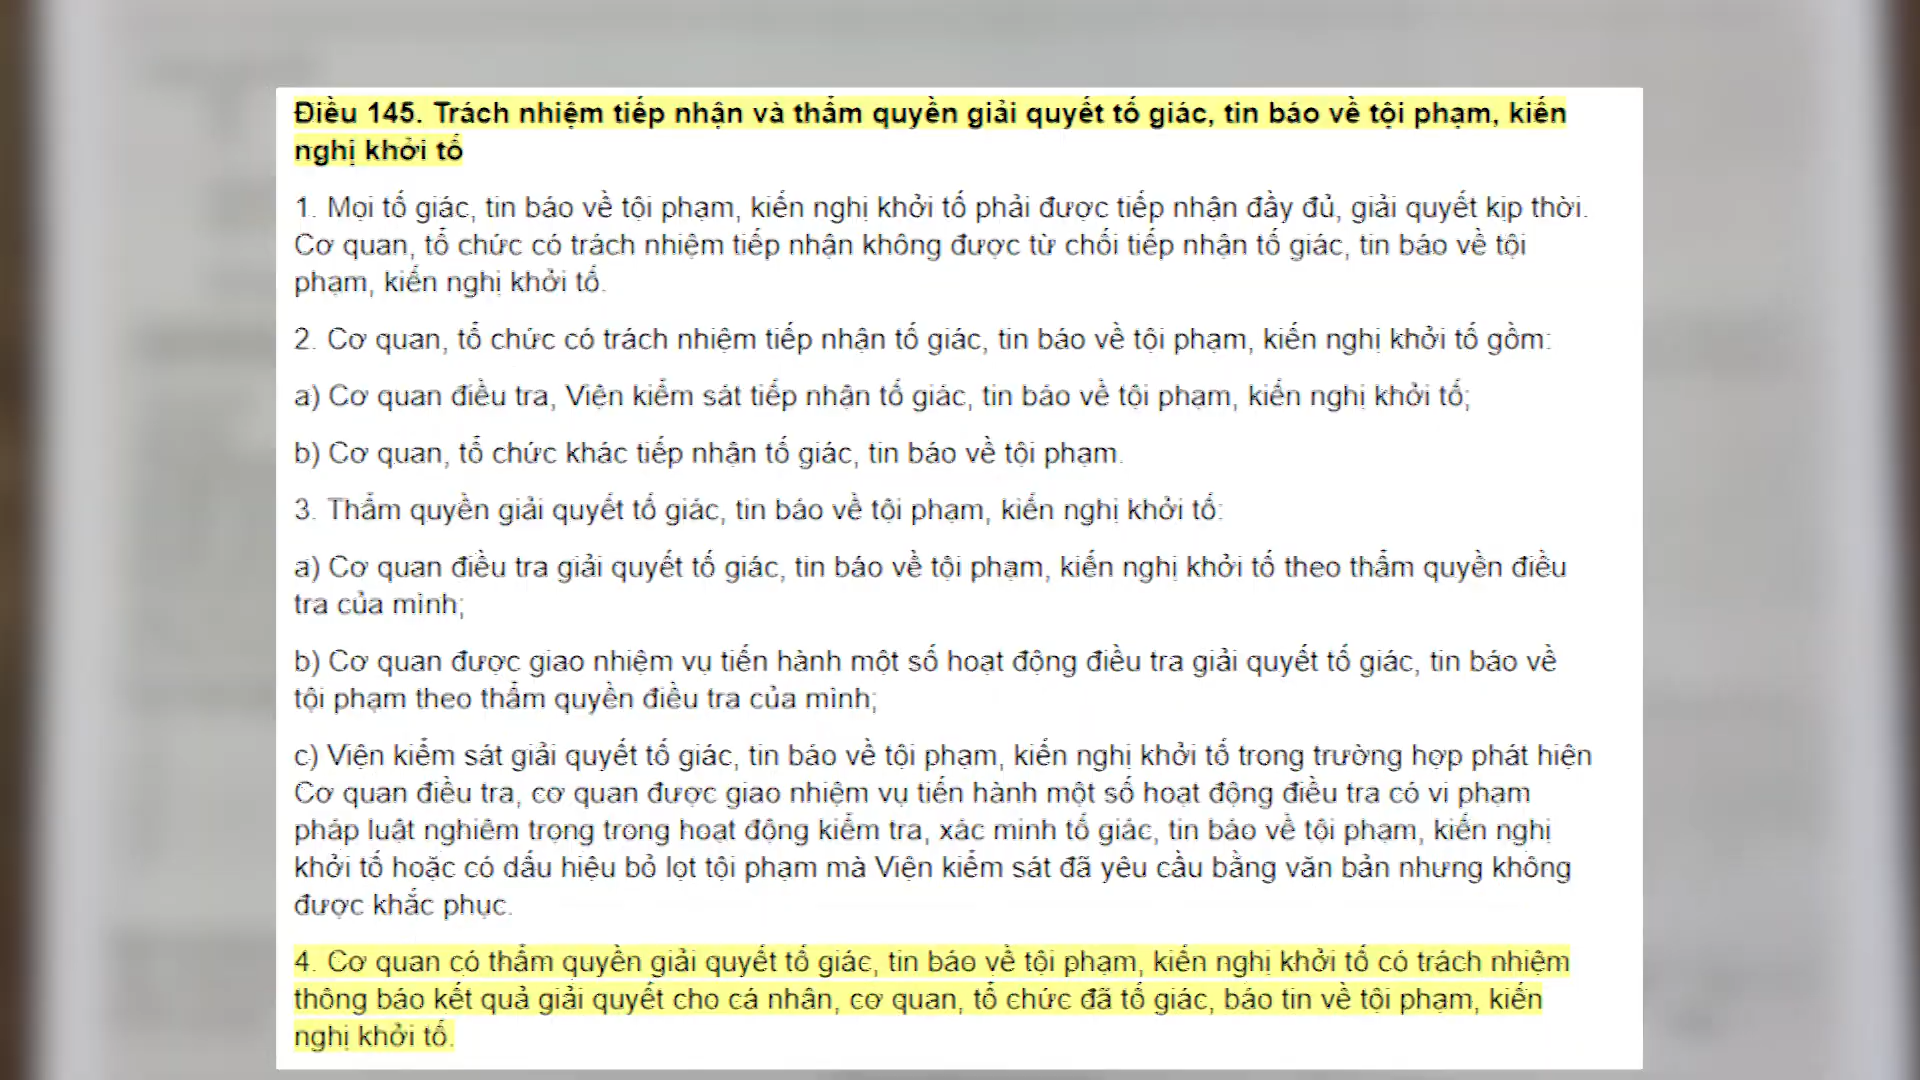 Điều 145. Trách nhiệm tiếp nhận và thẩm quyền giải quyết tố giác, tin báo về tội phạm, kiến
nghị khởi tố
1. Mọi tố giác, tin báo về tội phạm, kiến nghị khởi tố phải được tiếp nhận đầy đủ, giải quyết kịp thời.
Cơ quan, tổ chức có trách nhiệm tiếp nhận không được từ chối tiếp nhận tố giác, tin báo về tội
phạm, kiến nghị khởi tố.
2. Cơ quan, tổ chức có trách nhiệm tiếp nhận tố giác, tin báo về tội phạm, kiến nghị khởi tố gồm:
a) Cơ quan điều tra, Viện kiểm sát tiếp nhận tố giác, tin báo về tội phạm, kiến nghị khởi tố;
b) Cơ quan, tổ chức khác tiếp nhận tố giác, tin báo về tội phạm.
3. Thẩm quyền giải quyết tố giác, tin báo về tội phạm, kiến nghị khởi tố:
a) Cơ quan điều tra giải quyết tố giác, tin báo về tội phạm, kiến nghị khởi tố theo thẩm quyền điều
tra của mình;
b) Cơ quan được giao nhiệm vụ tiến hành một số hoạt động điều tra giải quyết tố giác, tin báo về
tội phạm theo thẩm quyền điều tra của mình;
c) Viện kiểm sát giải quyết tố giác, tin báo về tội phạm, kiến nghị khởi tố trong trường hợp phát hiện
Cơ quan điều tra, cơ quan được giao nhiệm vụ tiến hành một số hoạt động điều tra có vi phạm
pháp luật nghiêm trọng trong hoạt động kiểm tra, xác minh tố giác, tin báo về tội phạm, kiến nghị
khởi tố hoặc có dấu hiệu bỏ lọt tội phạm mà Viện kiểm sát đã yêu cầu bằng văn bản nhưng không
được khắc phục.
4. Cơ quan có thẩm quyền giải quyết tố giác, tin báo về tội phạm, kiến nghị khởi tố có trách nhiệm
thông báo kết quả giải quyết cho cá nhân, cơ quan, tổ chức đã tố giác, báo tin về tội phạm, kiến
nghị khởi tố.